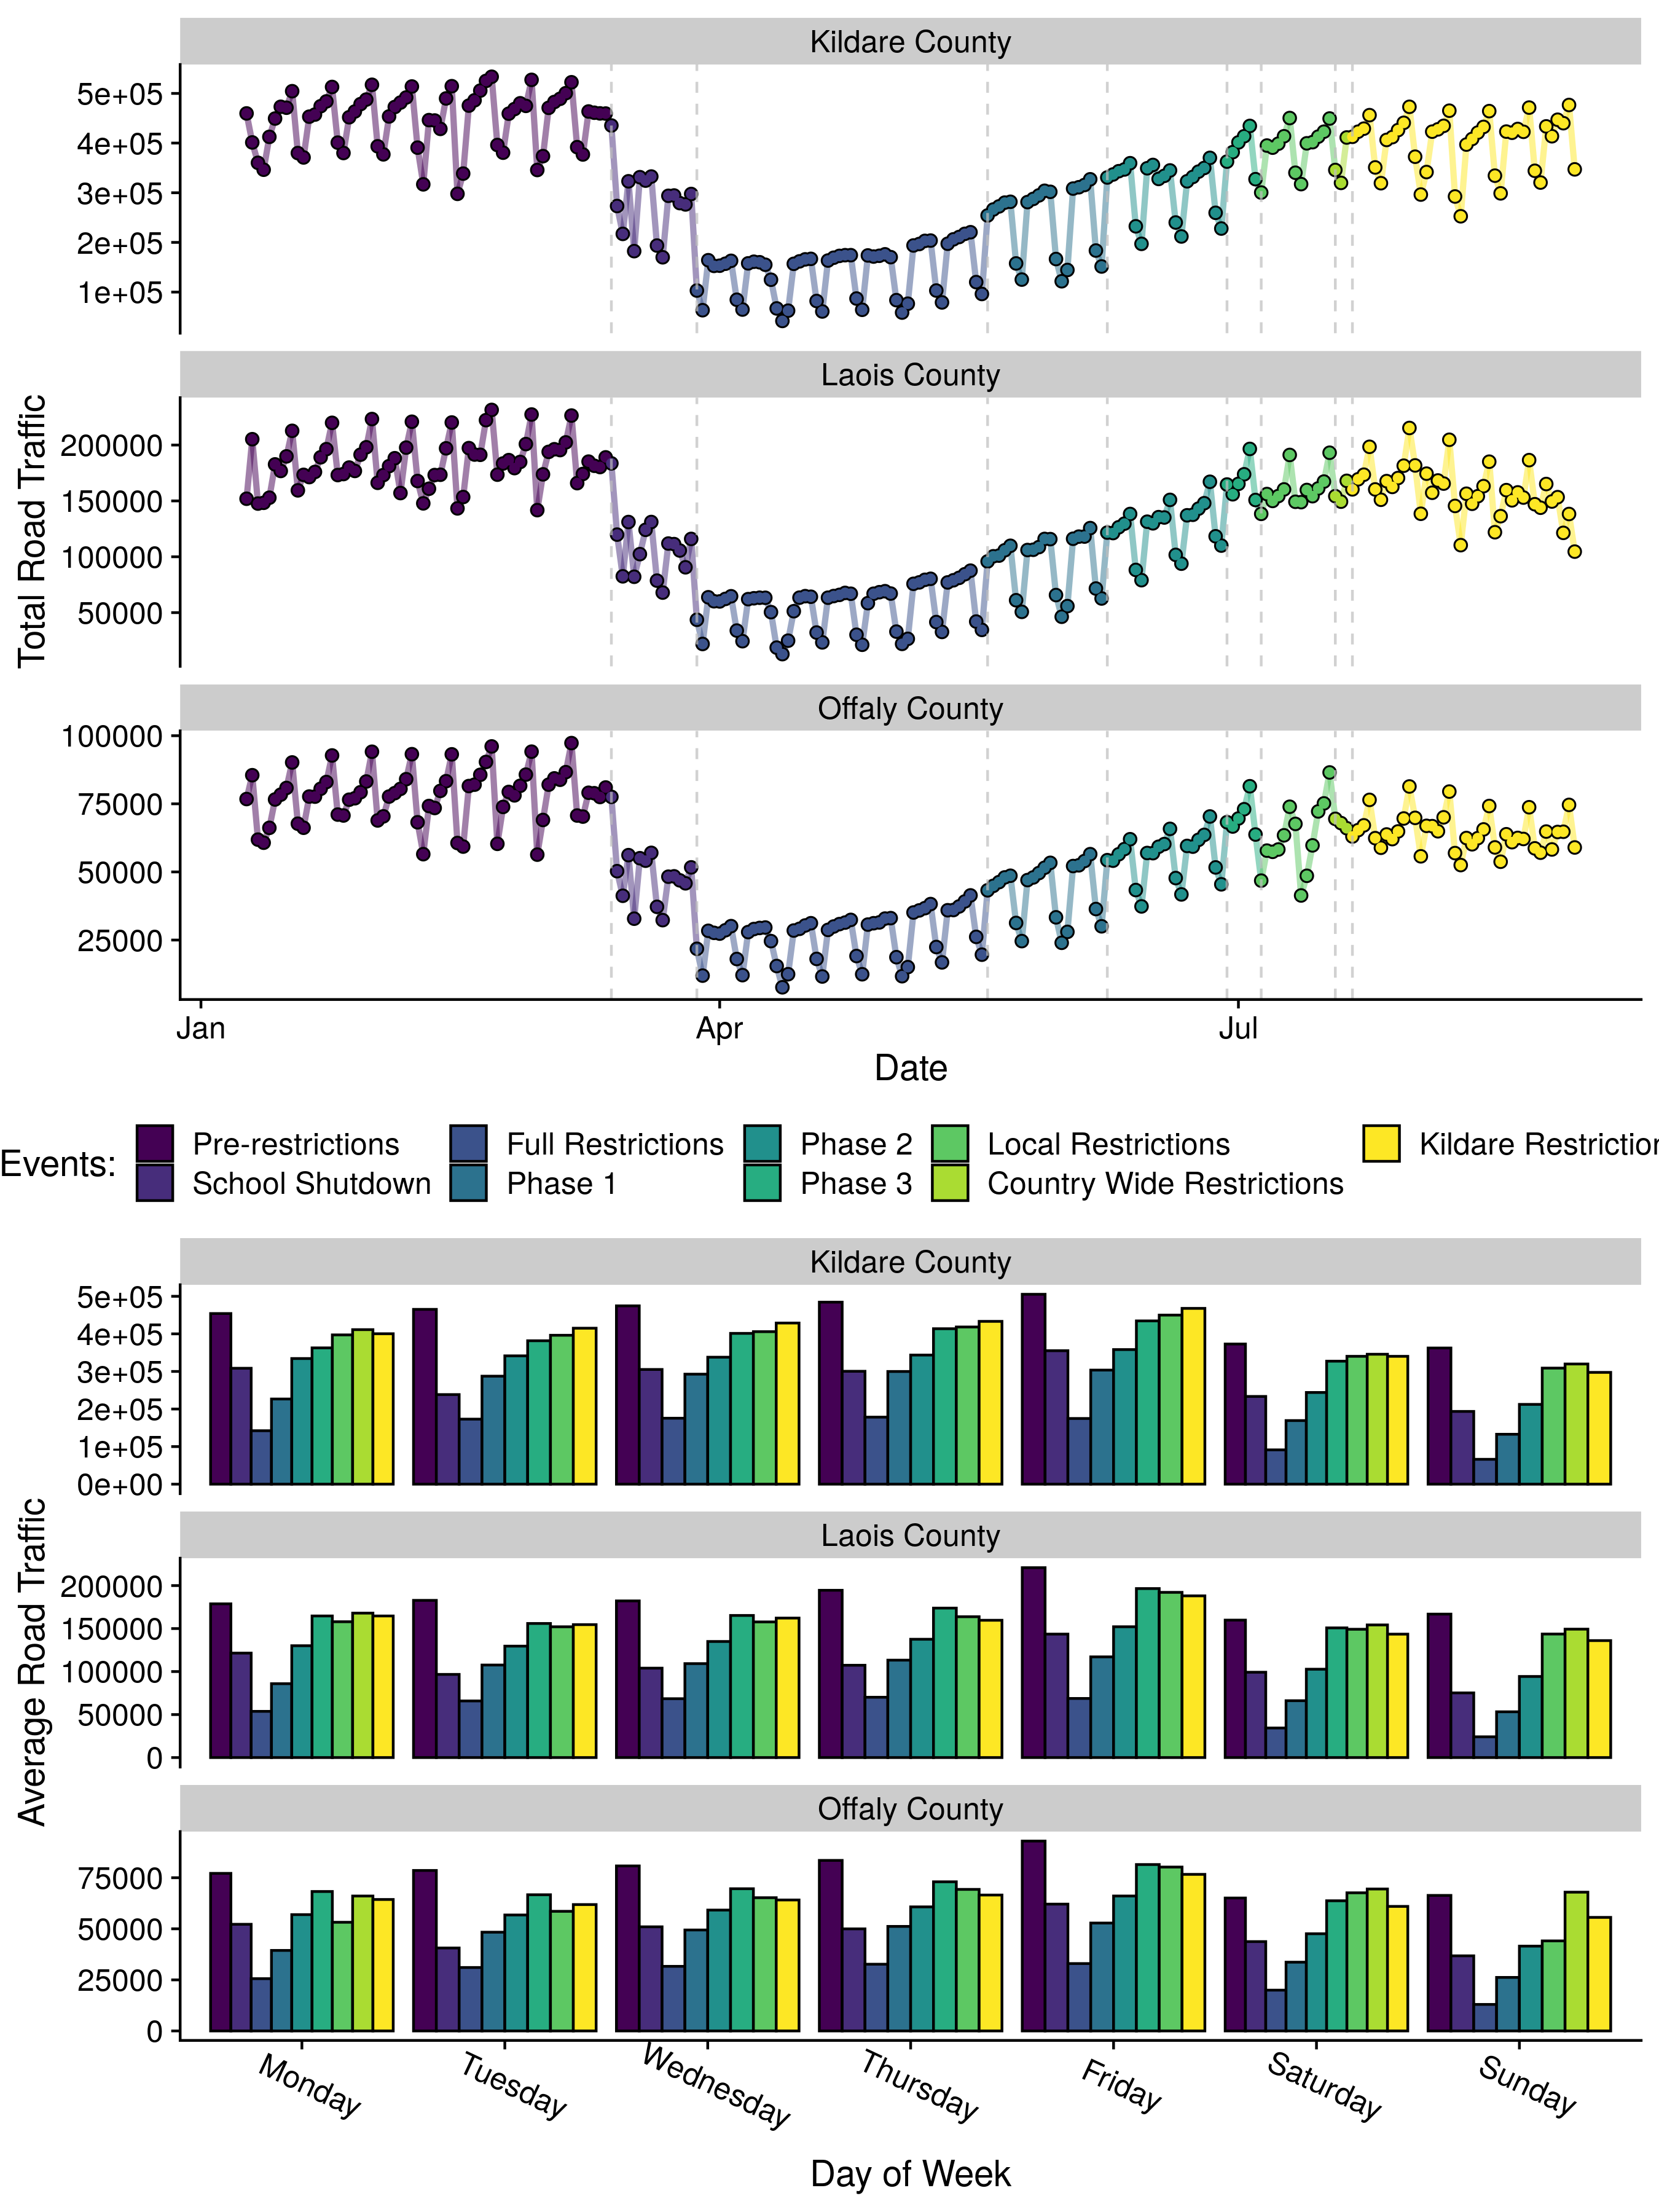 Kildare County
5e+05
4e+05
3e+05
2e+05
1e+05
Laois County
200000
150000
100000
50000
Offaly County
100000
75000
50000
25000
Total Road Traffic
Jan Apr Jul
Date
Events:
Pre-restrictions Full Restrictions Phase 2 Local Restrictions Kildare Restriction
School Shutdown Phase 1 Phase 3 Country Wide Restrictions
Kildare County
5e+05
4e+05
3e+05
2e+05
1e+05
0e+00
Laois County
200000
150000
100000
50000
0
Offaly County
75000
50000
25000
0
Average Road Traffic
Monday Tuesday Wednesday Thursday Friday Saturday Sunday
Day of Week